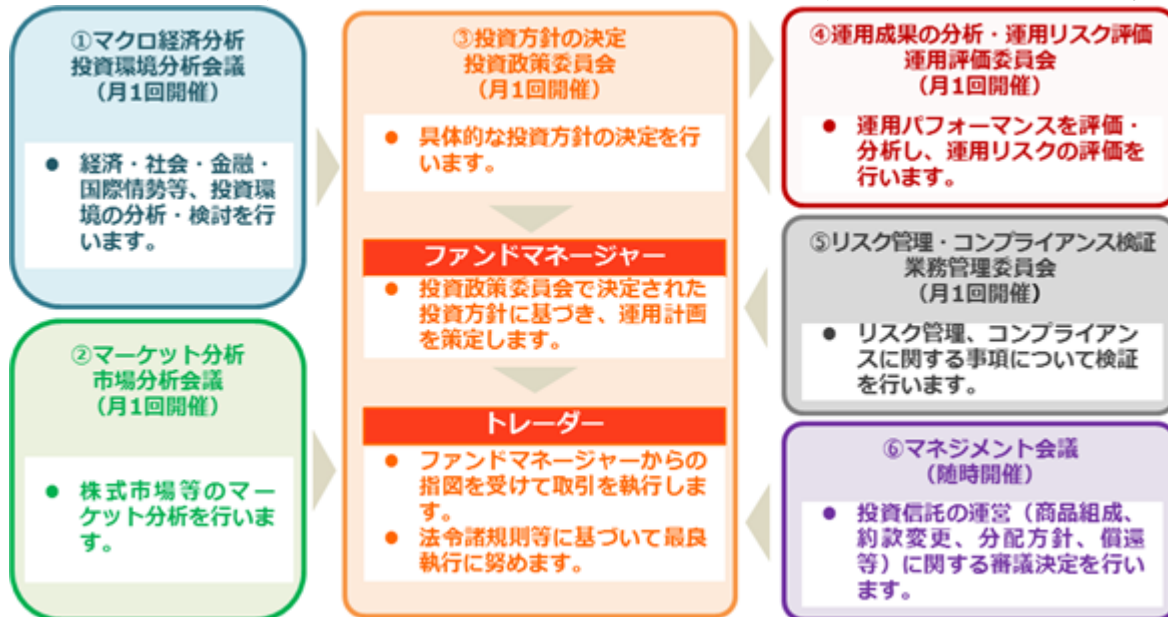 ①マクロ経済分析
投資環境分析会議
（月1回開催）
● 経済・社会・金融・
国際情勢等、投資環
境の分析・検討を行
います。
②マーケット分析
市場分析会議
（月1回開催）
● 株式市場等のマー
ケット分析を行いま
す。
③投資方針の決定
投資政策委員会
（月1回開催）
● 具体的な投資方針の決定を行
います。
ファンドマネージャー
● 投資政策委員会で決定された
投資方針に基づき、運用計画
を策定します。
トレーダー
● ファンドマネージャーからの
指図を受けて取引を執行しま
す。
● 法令諸規則等に基づいて最良
執行に努めます。
④運用成果の分析・運用リスク評価
運用評価委員会
（月1回開催）
● 運用パフォーマンスを評価・
分析し、運用リスクの評価を
行います。
⑤リスク管理・コンプライアンス検証
業務管理委員会
（月1回開催）
● リスク管理、コンプライアン
スに関する事項について検証
を行います。
⑥マネジメント会議
（随時開催）
● 投資信託の運営（商品組成、
約款変更、分配方針、償還
等）に関する審議決定を行い
ます。